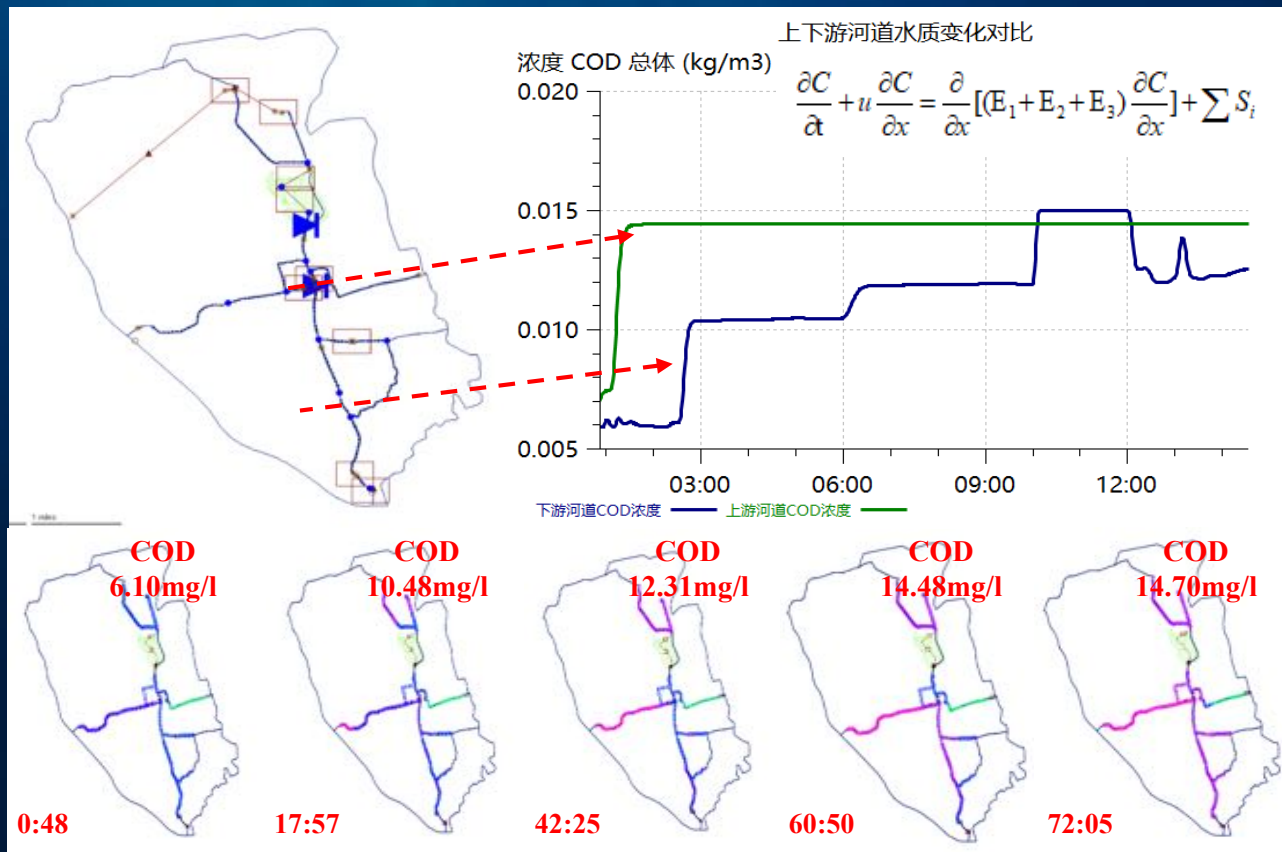 上下游河道水质变化对比
浓度 COD 总体 (kg/m3)
∂C/∂t + u ∂C/∂x = ∂/∂x [(E₁+E₂+E₃) ∂C/∂x] + ∑ Sᵢ
0.020
0.015
0.010
0.005
03:00 06:00 09:00 12:00
下游河道COD浓度 上游河道COD浓度
COD
6.10mg/l
0:48
COD
10.48mg/l
17:57
COD
12.31mg/l
42:25
COD
14.48mg/l
60:50
COD
14.70mg/l
72:05